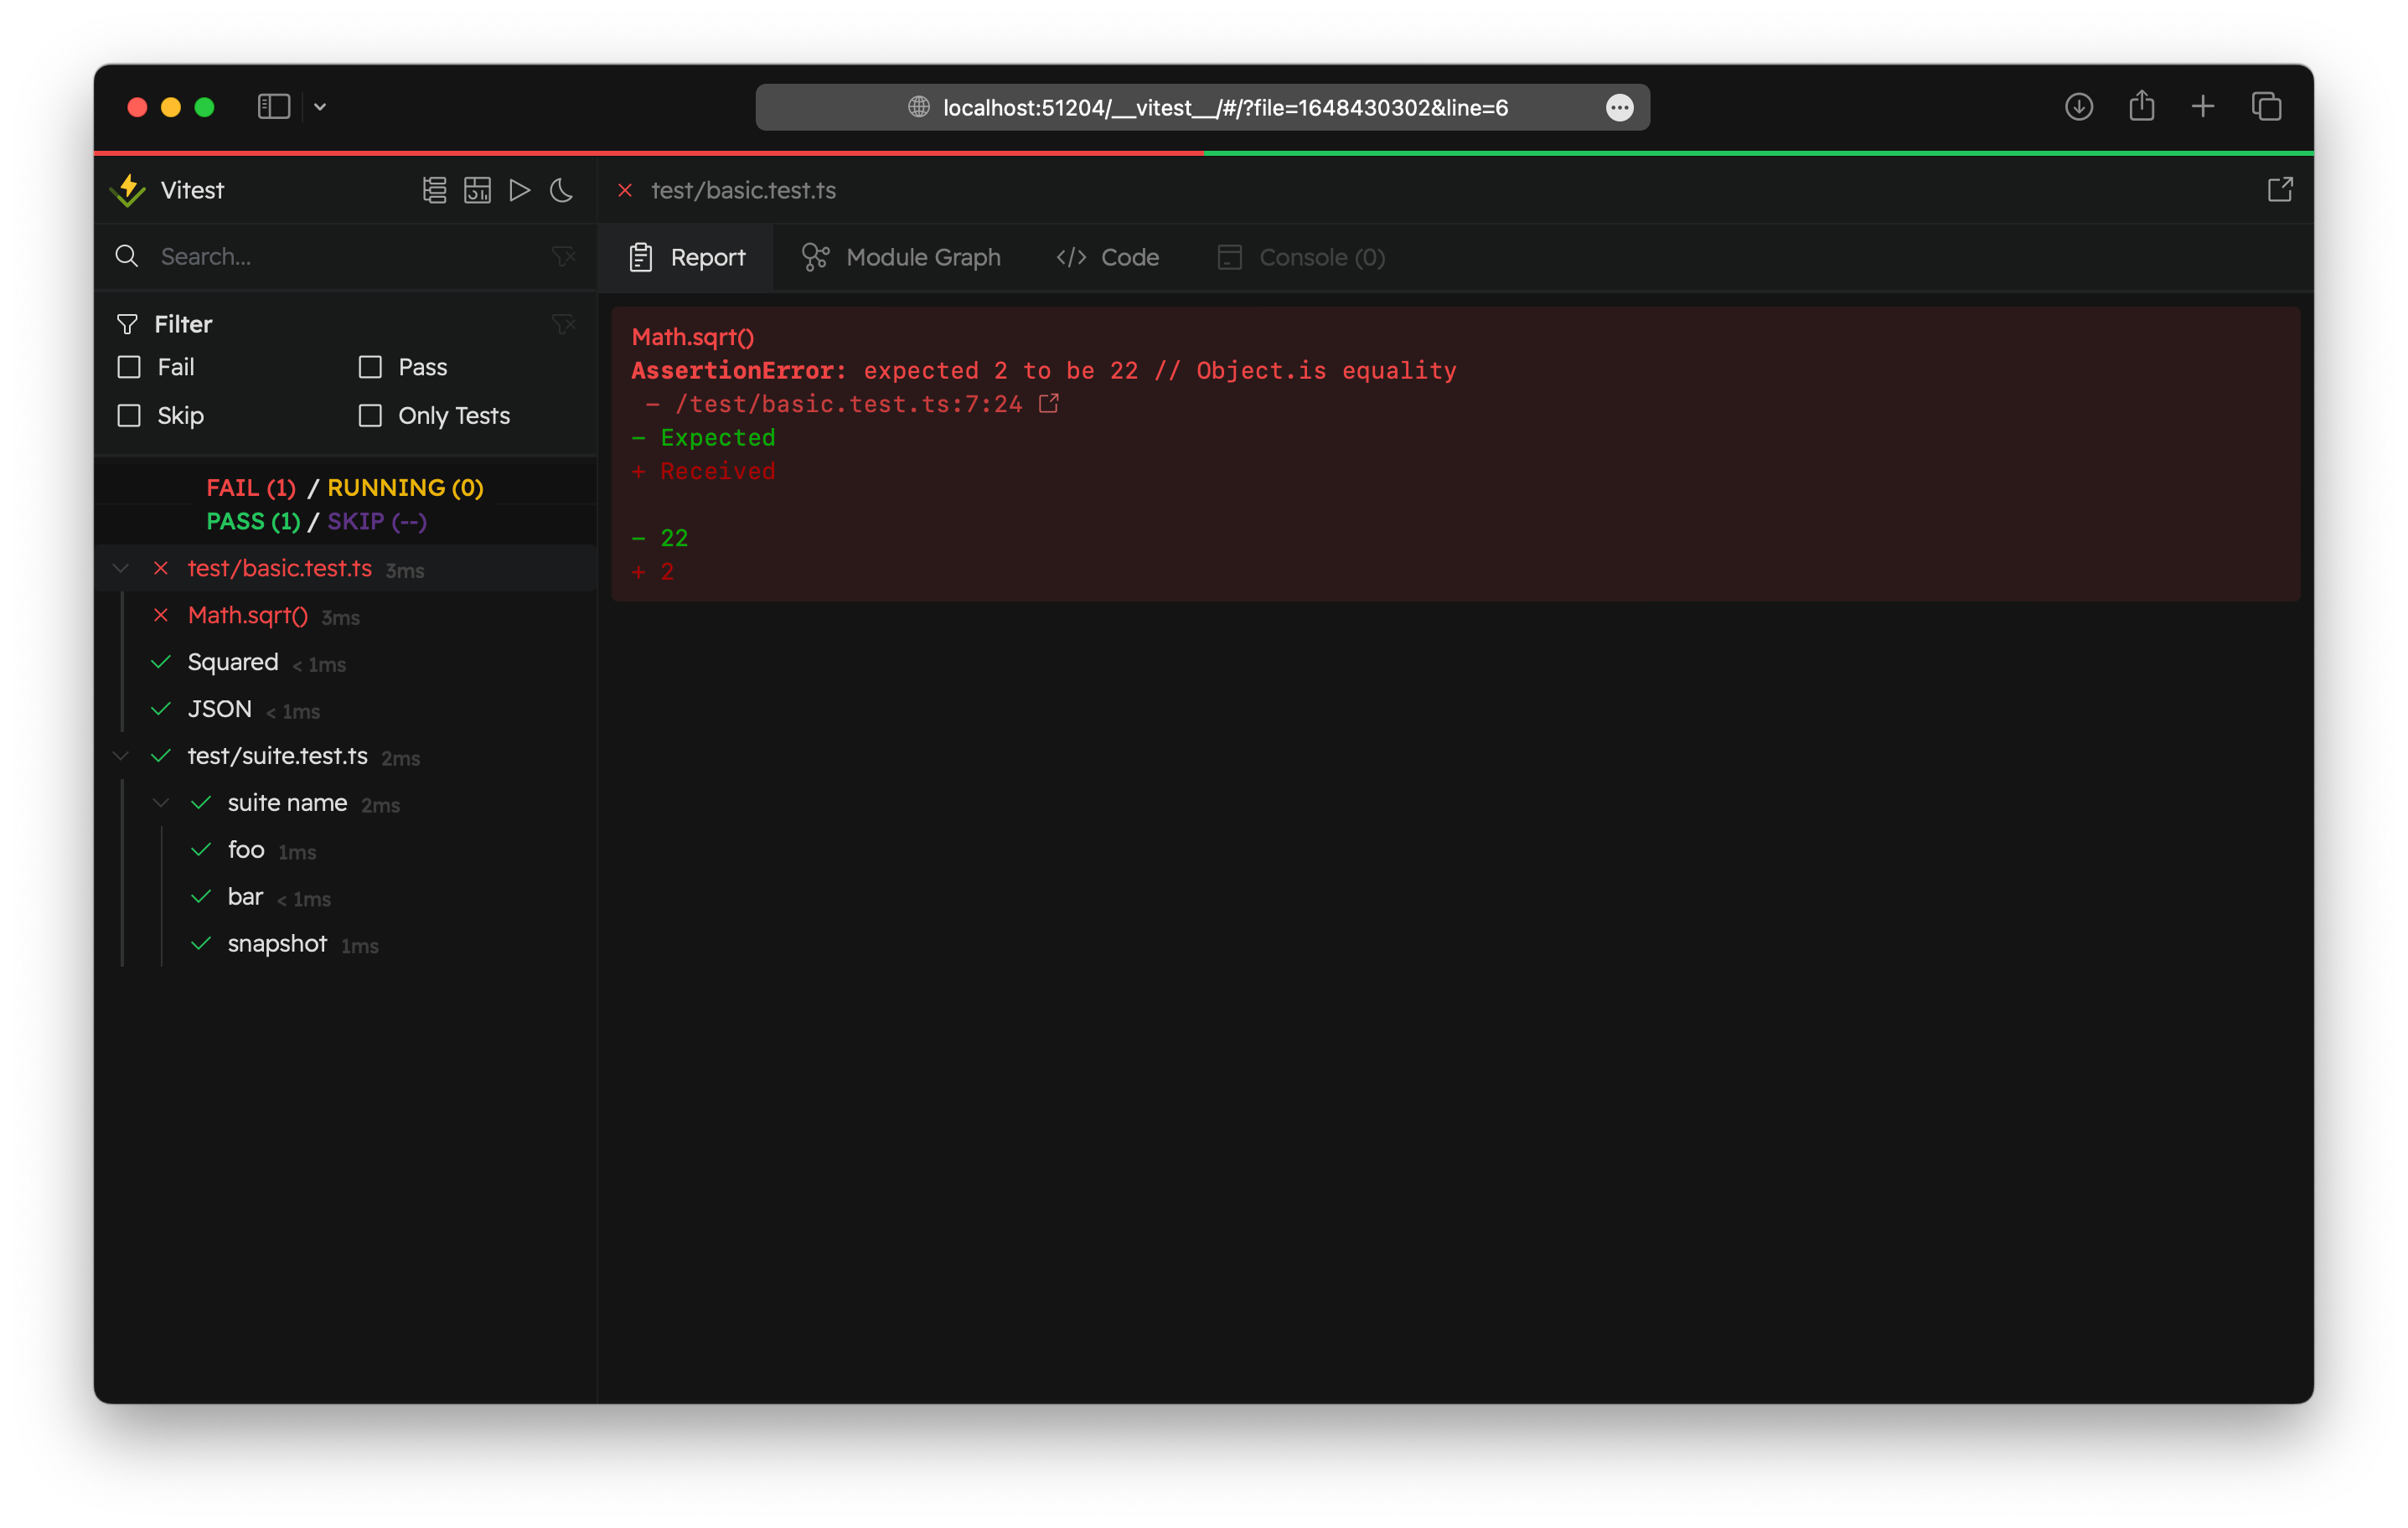 localhost:51204/__vitest__/#/?file=1648430302&line=6
Vitest
Search...
Filter
Fail
Pass
Skip
Only Tests
FAIL (1) / RUNNING (0)
PASS (1) / SKIP (--)
test/basic.test.ts 3ms
Math.sqrt() 3ms
Squared < 1ms
JSON < 1ms
test/suite.test.ts 2ms
suite name 2ms
foo 1ms
bar < 1ms
snapshot 1ms
test/basic.test.ts
Report
Module Graph
Code
Console (0)
Math.sqrt()
AssertionError: expected 2 to be 22 // Object.is equality
- /test/basic.test.ts:7:24
- Expected
+ Received
- 22
+ 2